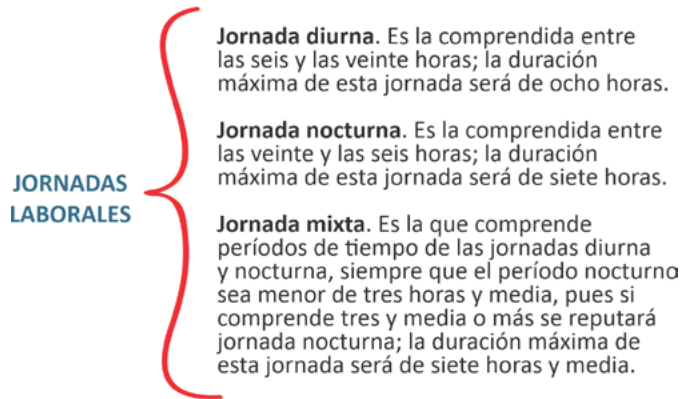 JORNADAS
LABORALES
Jornada diurna. Es la comprendida entre
las seis y las veinte horas; la duración
máxima de esta jornada será de ocho horas.
Jornada nocturna. Es la comprendida entre
las veinte y las seis horas; la duración
máxima de esta jornada será de siete horas.
Jornada mixta. Es la que comprende
períodos de tiempo de las jornadas diurna
y nocturna, siempre que el período nocturno
sea menor de tres horas y media, pues si
comprende tres y media o más se reputará
jornada nocturna; la duración máxima de
esta jornada será de siete horas y media.